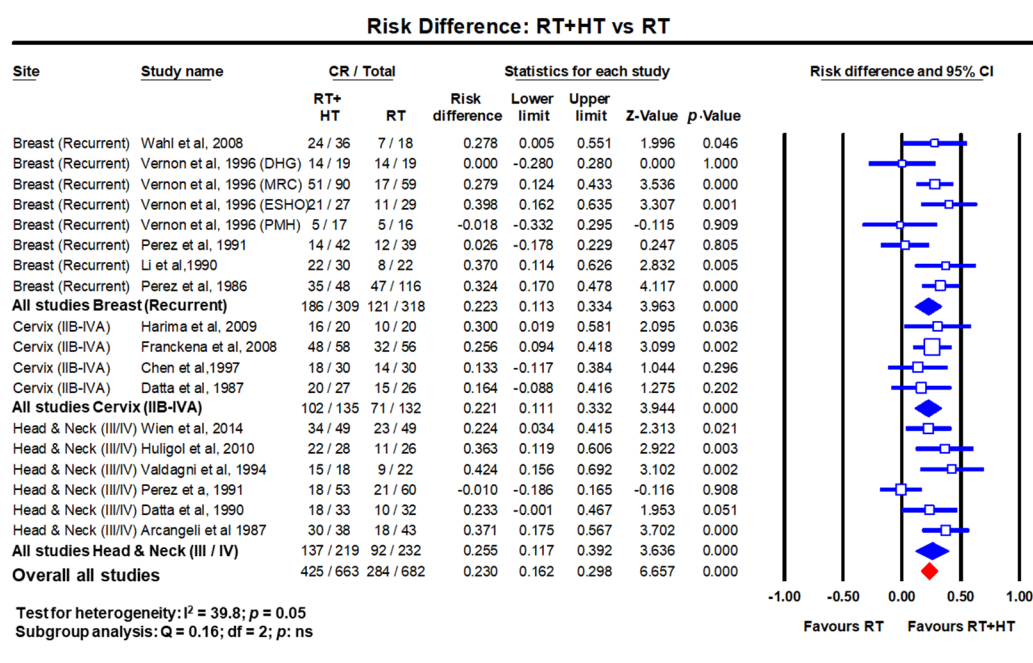 Risk Difference: RT+HT vs RT
Site Study name CR / Total Statistics for each study Risk difference and 95% CI
RT+ HT RT Risk difference Lower limit Upper limit Z-Value p-Value
Breast (Recurrent) Wahl et al, 2008 24 / 36 7 / 18 0.278 0.005 0.551 1.996 0.046
Breast (Recurrent) Vernon et al, 1996 (DHG) 14 / 19 14 / 19 0.000 -0.280 0.280 0.000 1.000
Breast (Recurrent) Vernon et al, 1996 (MRC) 51 / 90 17 / 59 0.279 0.124 0.433 3.536 0.000
Breast (Recurrent) Vernon et al, 1996 (ESHO) 21 / 27 11 / 29 0.398 0.162 0.635 3.307 0.001
Breast (Recurrent) Vernon et al, 1996 (PMH) 5 / 17 5 / 16 -0.018 -0.332 0.295 -0.115 0.909
Breast (Recurrent) Perez et al, 1991 14 / 42 12 / 39 0.026 -0.178 0.229 0.247 0.805
Breast (Recurrent) Li et al,1990 22 / 30 8 / 22 0.370 0.114 0.626 2.832 0.005
Breast (Recurrent) Perez et al, 1986 35 / 48 47 / 116 0.324 0.170 0.478 4.117 0.000
All studies Breast (Recurrent) 186 / 309 121 / 318 0.223 0.113 0.334 3.963 0.000
Cervix (IIB-IVA) Harima et al, 2009 16 / 20 10 / 20 0.300 0.019 0.581 2.095 0.036
Cervix (IIB-IVA) Franckena et al, 2008 48 / 58 32 / 56 0.256 0.094 0.418 3.099 0.002
Cervix (IIB-IVA) Chen et al,1997 18 / 30 14 / 30 0.133 -0.117 0.384 1.044 0.296
Cervix (IIB-IVA) Datta et al, 1987 20 / 27 15 / 26 0.164 -0.088 0.416 1.275 0.202
All studies Cervix (IIB-IVA) 102 / 135 71 / 132 0.221 0.111 0.332 3.944 0.000
Head & Neck (III/IV) Wien et al, 2014 34 / 49 23 / 49 0.224 0.034 0.415 2.313 0.021
Head & Neck (III/IV) Huligol et al, 2010 22 / 28 11 / 26 0.363 0.119 0.606 2.922 0.003
Head & Neck (III/IV) Valdagni et al, 1994 15 / 18 9 / 22 0.424 0.156 0.692 3.102 0.002
Head & Neck (III/IV) Perez et a, 1991 18 / 53 21 / 60 -0.010 -0.186 0.165 -0.116 0.908
Head & Neck (III/IV) Datta et al, 1990 18 / 33 10 / 32 0.233 -0.001 0.467 1.953 0.051
Head & Neck (III/IV) Arcangeli et al 1987 30 / 38 18 / 43 0.371 0.175 0.567 3.702 0.000
All studies Head & Neck (III / IV) 137 / 219 92 / 232 0.255 0.117 0.392 3.636 0.000
Overall all studies 425 / 663 284 / 682 0.230 0.162 0.298 6.657 0.000
-1.00 -0.50 0.00 0.50 1.00
Favours RT Favours RT+HT
Test for heterogeneity: I² = 39.8; p = 0.05
Subgroup analysis: Q = 0.16; df = 2; p: ns